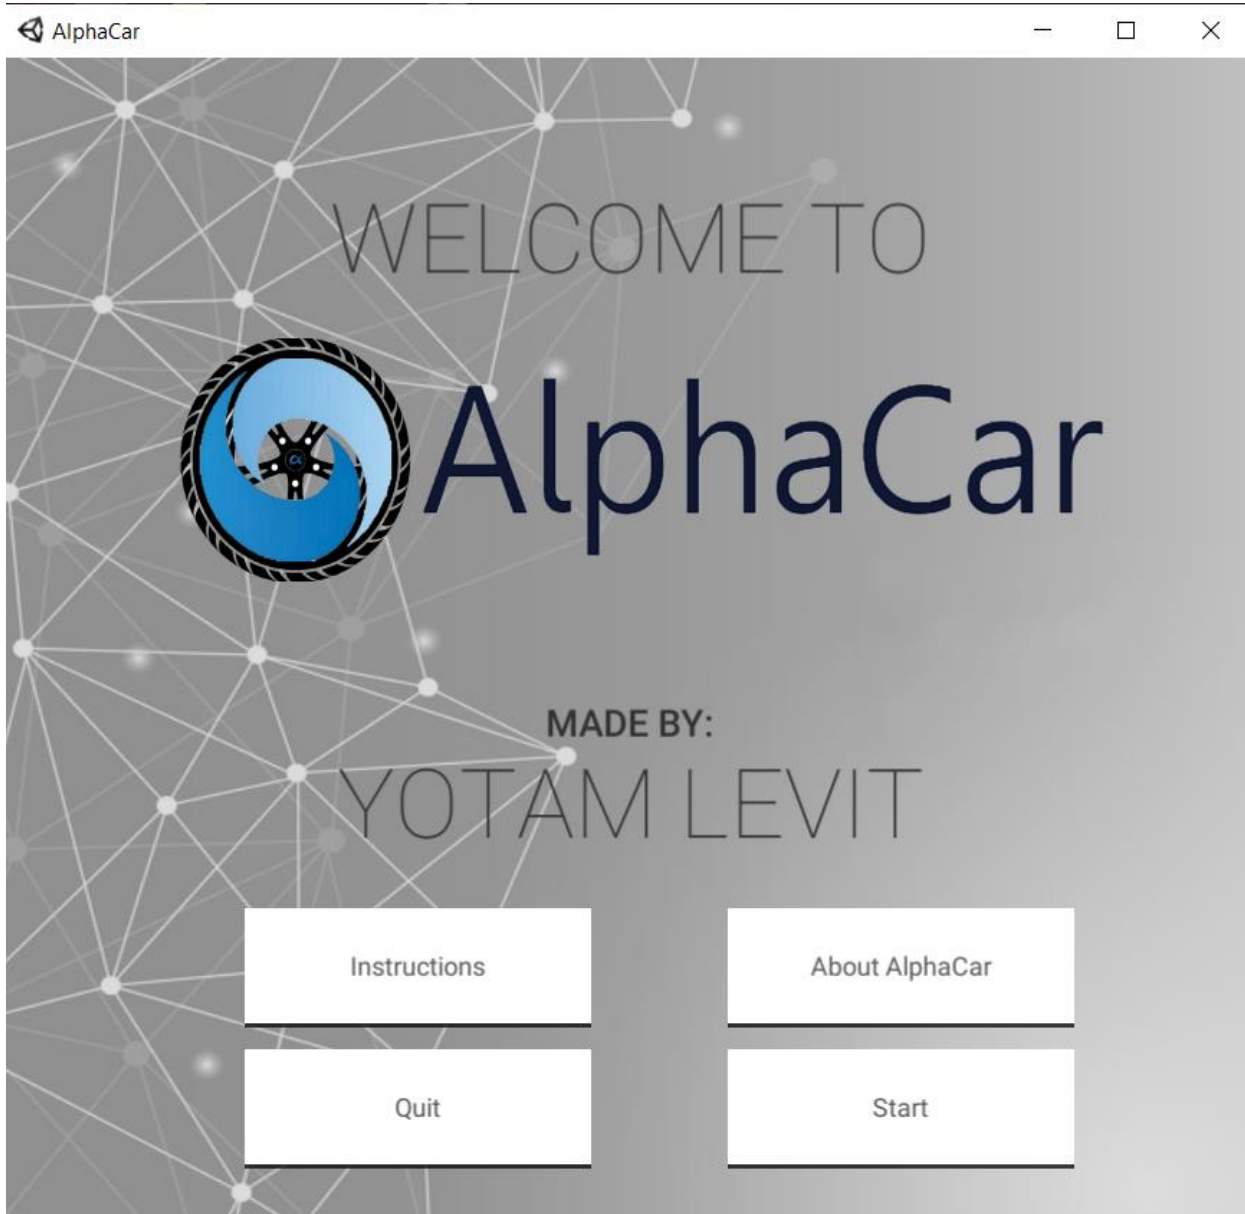 AlphaCar
WELCOME TO
α
AlphaCar
MADE BY:
YOTAM LEVIT
Instructions
About AlphaCar
Quit
Start